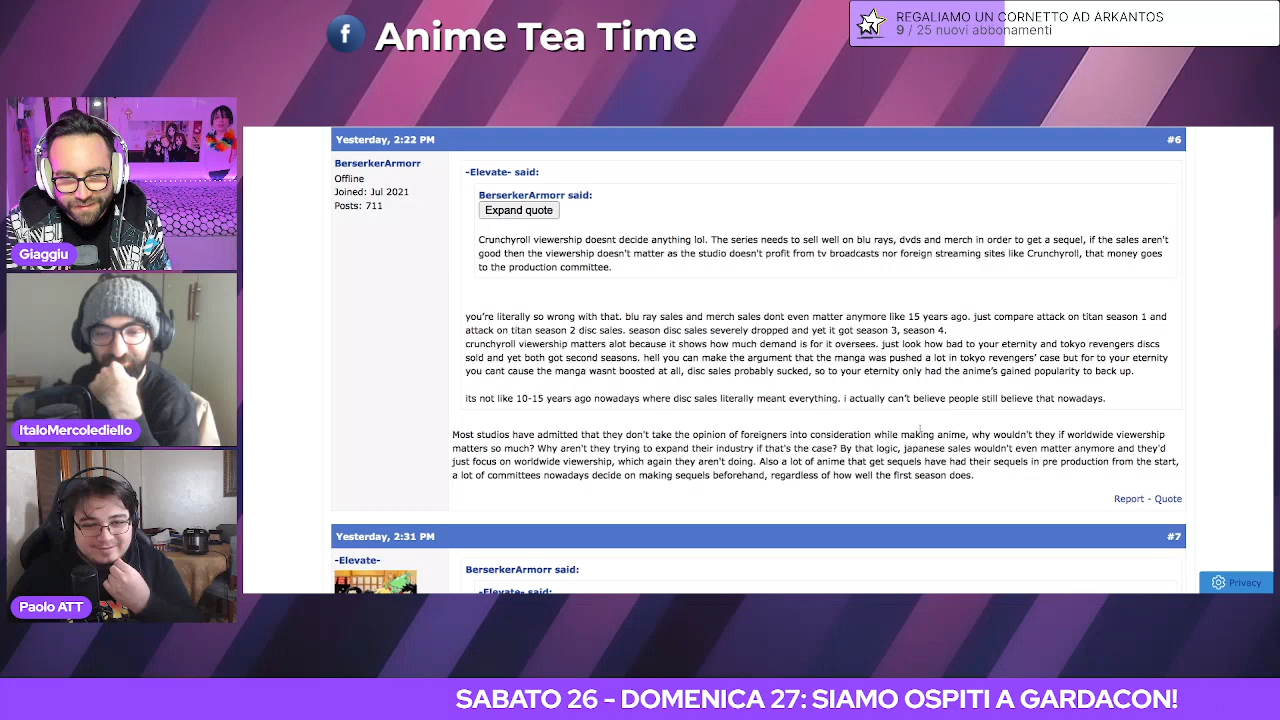 f Anime Tea Time
REGALIAMO UN CORNETTO AD ARKANTOS
9 / 25 nuovi abbonamenti
Giaggiu
ItaloMercolediello
Paolo ATT
Yesterday, 2:22 PM #6
BerserkerArmorr
Offline
Joined: Jul 2021
Posts: 711
-Elevate- said:
BerserkerArmorr said:
Expand quote
Crunchyroll viewership doesnt decide anything lol. The series needs to sell well on blu rays, dvds and merch in order to get a sequel, if the sales aren't
good then the viewership doesn't matter as the studio doesn't profit from tv broadcasts nor foreign streaming sites like Crunchyroll, that money goes
to the production committee.
you're literally so wrong with that. blu ray sales and merch sales dont even matter anymore like 15 years ago. just compare attack on titan season 1 and
attack on titan season 2 disc sales. season disc sales severely dropped and yet it got season 3, season 4.
crunchyroll viewership matters alot because it shows how much demand is for it oversees. just look how bad to your eternity and tokyo revengers discs
sold and yet both got second seasons. hell you can make the argument that the manga was pushed a lot in tokyo revengers' case but for to your eternity
you cant cause the manga wasnt boosted at all, disc sales probably sucked, so to your eternity only had the anime's gained popularity to back up.
its not like 10-15 years ago nowadays where disc sales literally meant everything. i actually can't believe people still believe that nowadays.
Most studios have admitted that they don't take the opinion of foreigners into consideration while making anime, why wouldn't they if worldwide viewership
matters so much? Why aren't they trying to expand their industry if that's the case? By that logic, japanese sales wouldn't even matter anymore and they'd
just focus on worldwide viewership, which again they aren't doing. Also a lot of anime that get sequels have had their sequels in pre production from the start,
a lot of committees nowadays decide on making sequels beforehand, regardless of how well the first season does.
Report - Quote
Yesterday, 2:31 PM #7
-Elevate-
BerserkerArmorr said:
-Elevate- said:
Privacy
SABATO 26 - DOMENICA 27: SIAMO OSPITI A GARDACON!